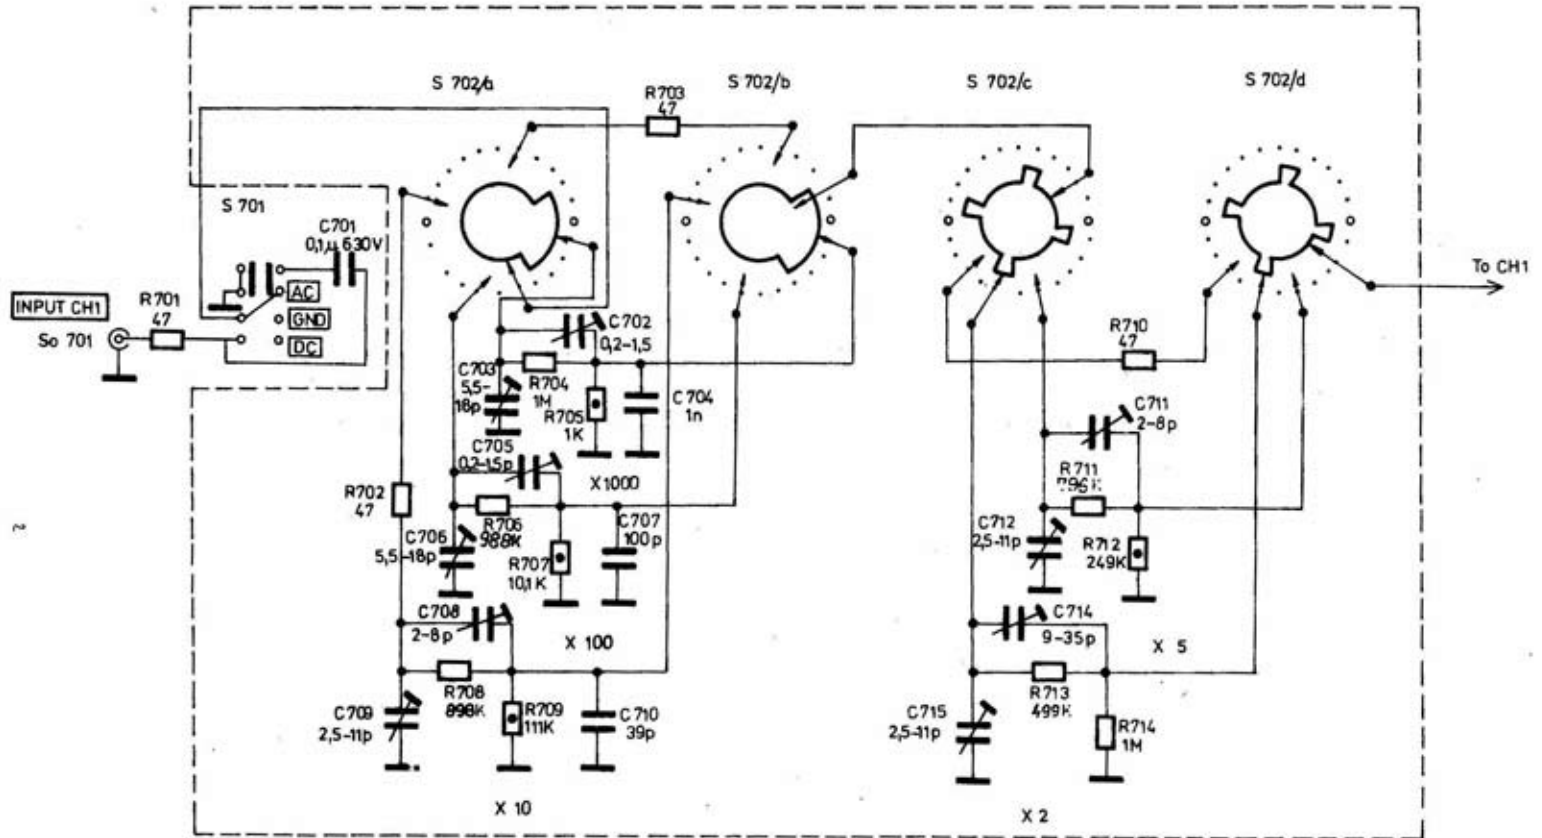 S 702/a
S 702/b
S 702/c
S 702/d
R703
47
S 701
C701
0,1µ 630V
AC
GND
DC
INPUT CH1
So 701
R701
47
To CH1
C702
0,2-1,5
C703
5,5-
18p
R704
1M
R705
1K
C704
1n
R710
47
C705
0,2-1,5p
X1000
C711
2-8p
R711
796K
R702
47
R706
988K
C706
5,5-18p
R707
10,1K
C707
100p
C712
2,5-11p
R712
249K
C708
2-8p
X 100
C714
9-35p
X 5
R708
898K
R709
111K
C709
2,5-11p
C710
39p
R713
499K
C715
2,5-11p
R714
1M
X 10
X 2